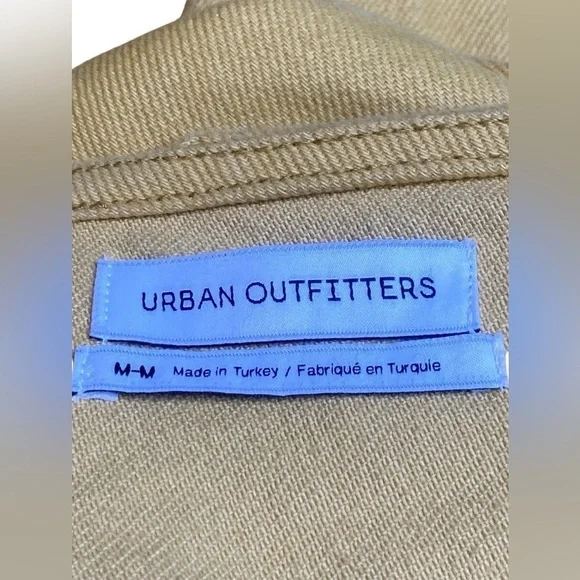 URBAN OUTFITTERS
M-M Made in Turkey / Fabriqué en Turquie